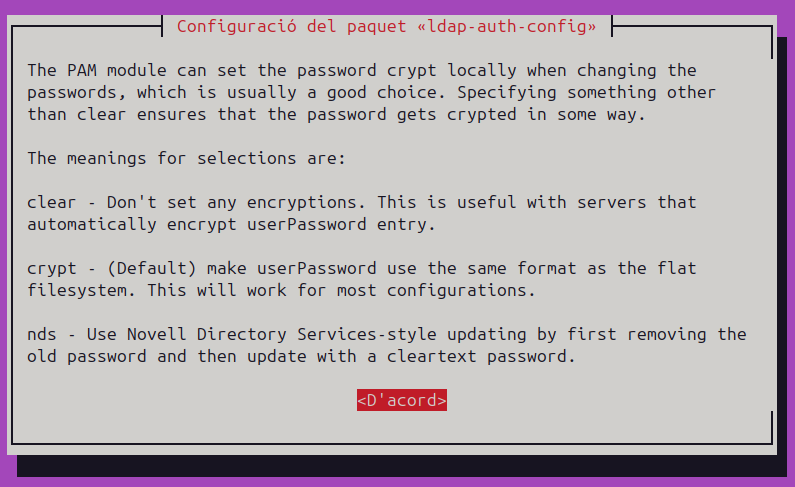 Configuració del paquet «ldap-auth-config»
The PAM module can set the password crypt locally when changing the
passwords, which is usually a good choice. Specifying something other
than clear ensures that the password gets crypted in some way.
The meanings for selections are:
clear - Don't set any encryptions. This is useful with servers that
automatically encrypt userPassword entry.
crypt - (Default) make userPassword use the same format as the flat
filesystem. This will work for most configurations.
nds - Use Novell Directory Services-style updating by first removing the
old password and then update with a cleartext password.
<D'acord>